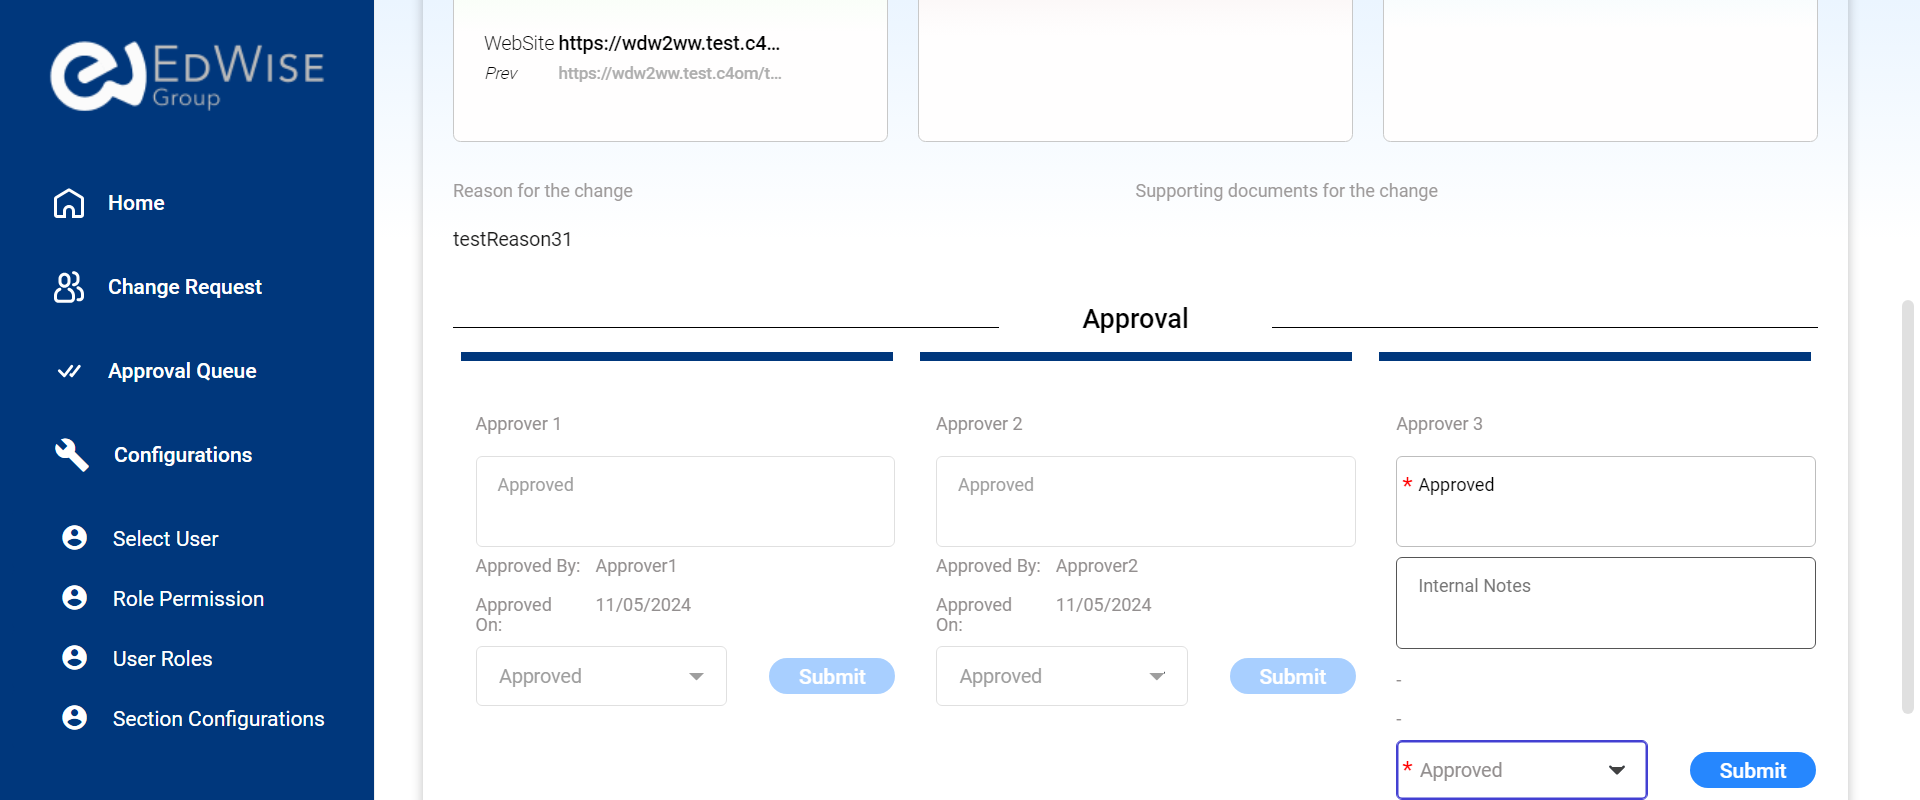 EDWISE
Group
Home
Change Request
Approval Queue
Configurations
Select User
Role Permission
User Roles
Section Configurations
WebSite https://wdw2ww.test.c4...
Prev https://wdw2ww.test.c4om/t...
Reason for the change
Supporting documents for the change
testReason31
Approval
Approver 1
Approved
Approved By: Approver1
Approved On: 11/05/2024
Approved
Submit
Approver 2
Approved
Approved By: Approver2
Approved On: 11/05/2024
Approved
Submit
Approver 3
* Approved
Internal Notes
-
-
* Approved
Submit